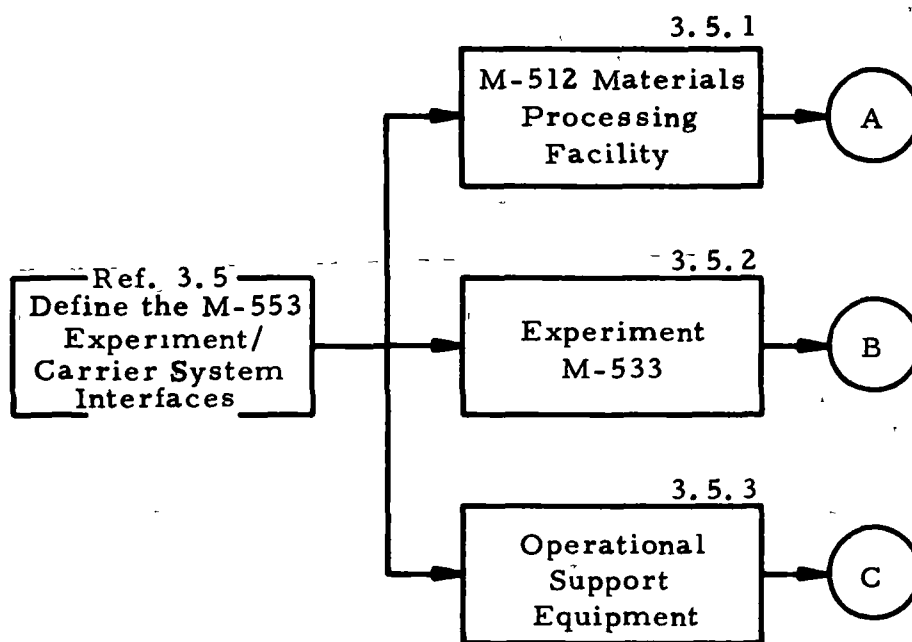 3.5.1
M-512 Materials
Processing
Facility
A
Ref. 3.5
Define the M-553
Experiment/
Carrier System
Interfaces
3.5.2
Experiment
M-533
B
3.5.3
Operational
Support
Equipment
C